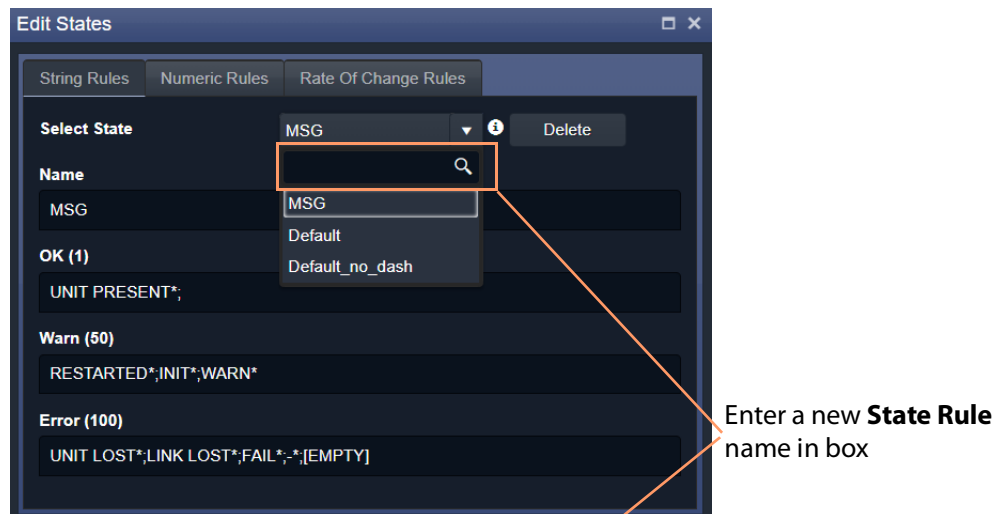 Edit States
String Rules Numeric Rules Rate Of Change Rules
Select State MSG Delete
Name
MSG
MSG
Default
Default_no_dash
OK (1)
UNIT PRESENT*;
Warn (50)
RESTARTED*;INIT*;WARN*
Error (100)
UNIT LOST*;LINK LOST*;FAIL*;-*;[EMPTY]
Enter a new State Rule
name in box